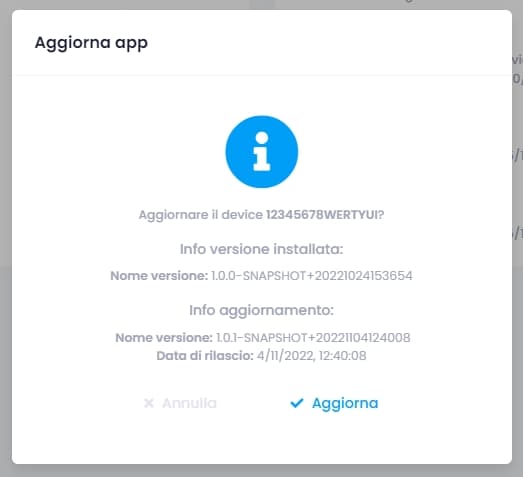 Aggiorna app
Aggiornare il device 12345678WERTYUI?
Info versione installata:
Nome versione: 1.0.0-SNAPSHOT+20221024153654
Info aggiornamento:
Nome versione: 1.0.1-SNAPSHOT+20221104124008
Data di rilascio: 4/11/2022, 12:40:08
Annulla
Aggiorna